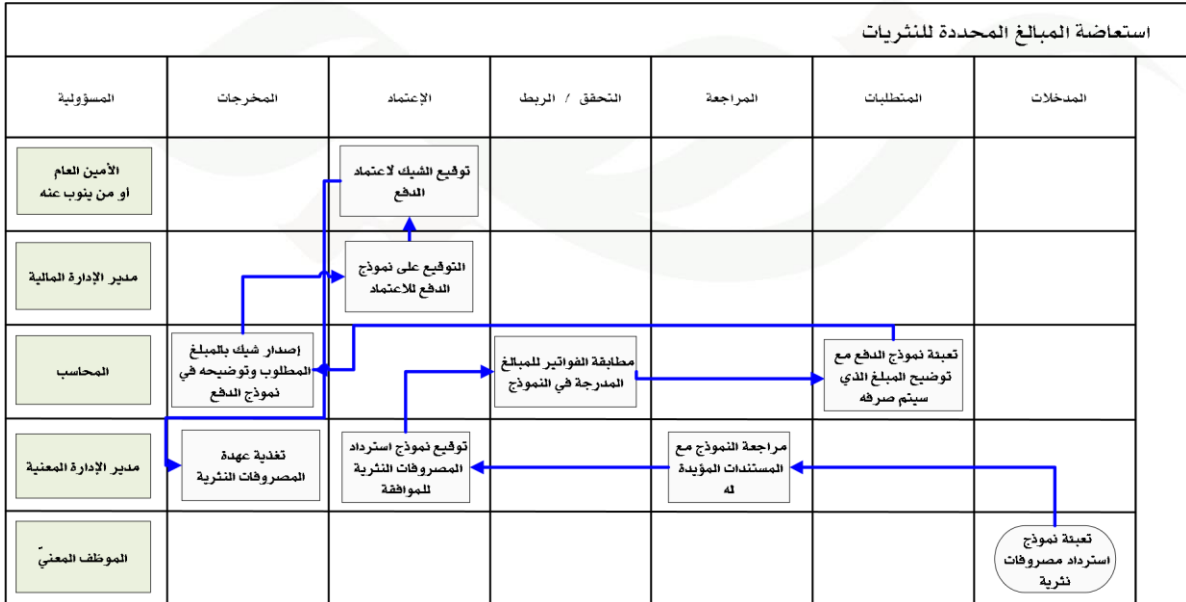 استعاضة المبالغ المحددة للنثريات
المدخلات
المتطلبات
المراجعة
التحقق / الربط
الإعتماد
المخرجات
المسؤولية
توقيع الشيك لاعتماد
الدفع
الأمين العام
او من ينوب عنه
التوقيع على نموذج
الدفع للاعتماد
مدير الإدارة المالية
تعبئة نموذج الدفع مع
توضيح المبلغ الذي
سيتم صرفه
مطابقة الفواتير للمبالغ
المدرجة في النموذج
إصدار شيك بالمبلغ
المطلوب وتوضيحه في
نموذج الدفع
المحاسب
مراجعة النموذج مع
المستندات المؤيدة
له
توقيع نموذج استرداد
المصروفات النثرية
للموافقة
تغذية عهدة
المصروفات النثرية
مدير الإدارة المعنية
تعبئة نموذج
استرداد مصروفات
نثرية
الموظف المعنيّ